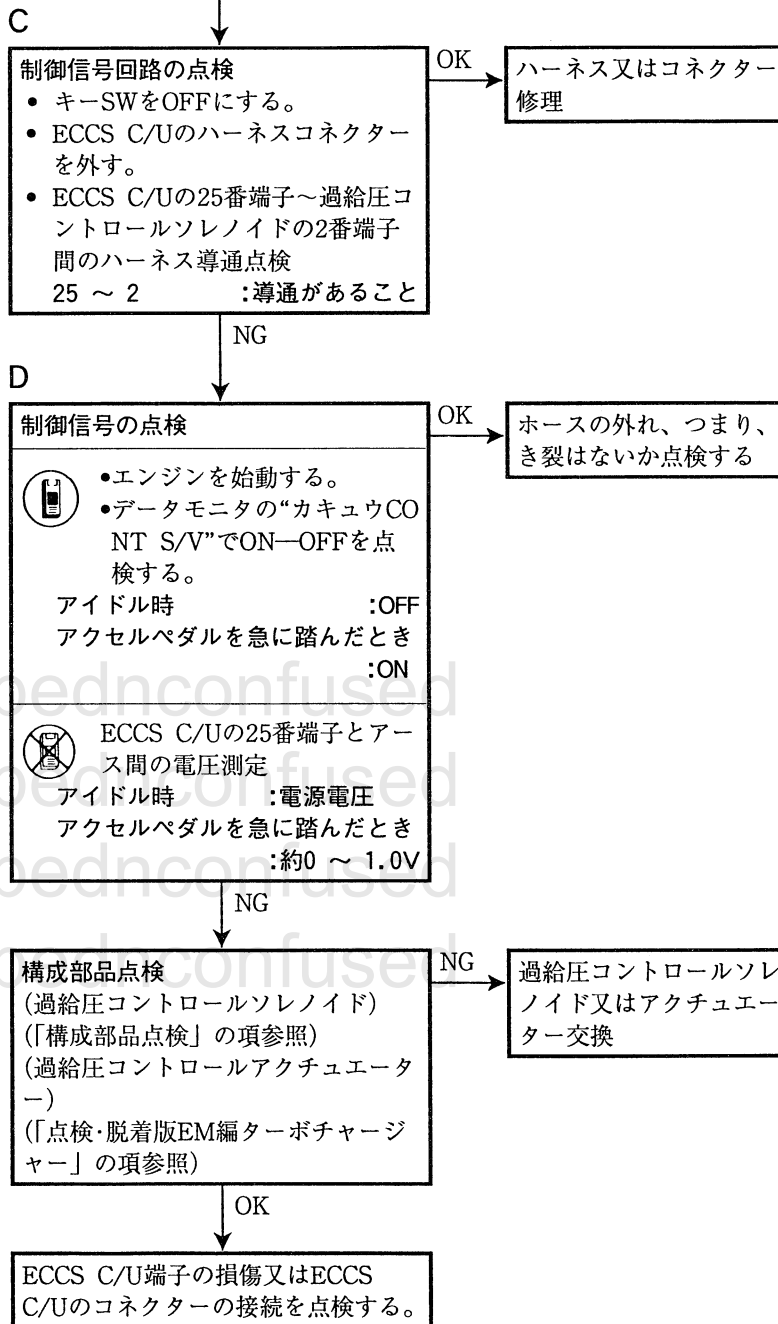 C
制御信号回路の点検
• キーSWをOFFにする。
• ECCS C/Uのハーネスコネクター
を外す。
• ECCS C/Uの25番端子～過給圧コ
ントロールソレノイドの2番端子
間のハーネス導通点検
25 ～ 2 :導通があること
OK
ハーネス又はコネクター
修理
NG
D
制御信号の点検
•エンジンを始動する。
•データモニタの“カキュウCO
NT S/V”でON―OFFを点
検する。
アイドル時 :OFF
アクセルペダルを急に踏んだとき
:ON
ECCS C/Uの25番端子とアー
ス間の電圧測定
アイドル時 :電源電圧
アクセルペダルを急に踏んだとき
:約0 ～ 1.0V
OK
ホースの外れ、つまり、
き裂はないか点検する
NG
構成部品点検
(過給圧コントロールソレノイド)
(「構成部品点検」の項参照)
(過給圧コントロールアクチュエータ
ー)
(「点検･脱着版EM編ターボチャージ
ャー」の項参照)
NG
過給圧コントロールソレ
ノイド又はアクチュエー
ター交換
OK
ECCS C/U端子の損傷又はECCS
C/Uのコネクターの接続を点検する。
pednconfused
pednconfused
pednconfused
pednconfused